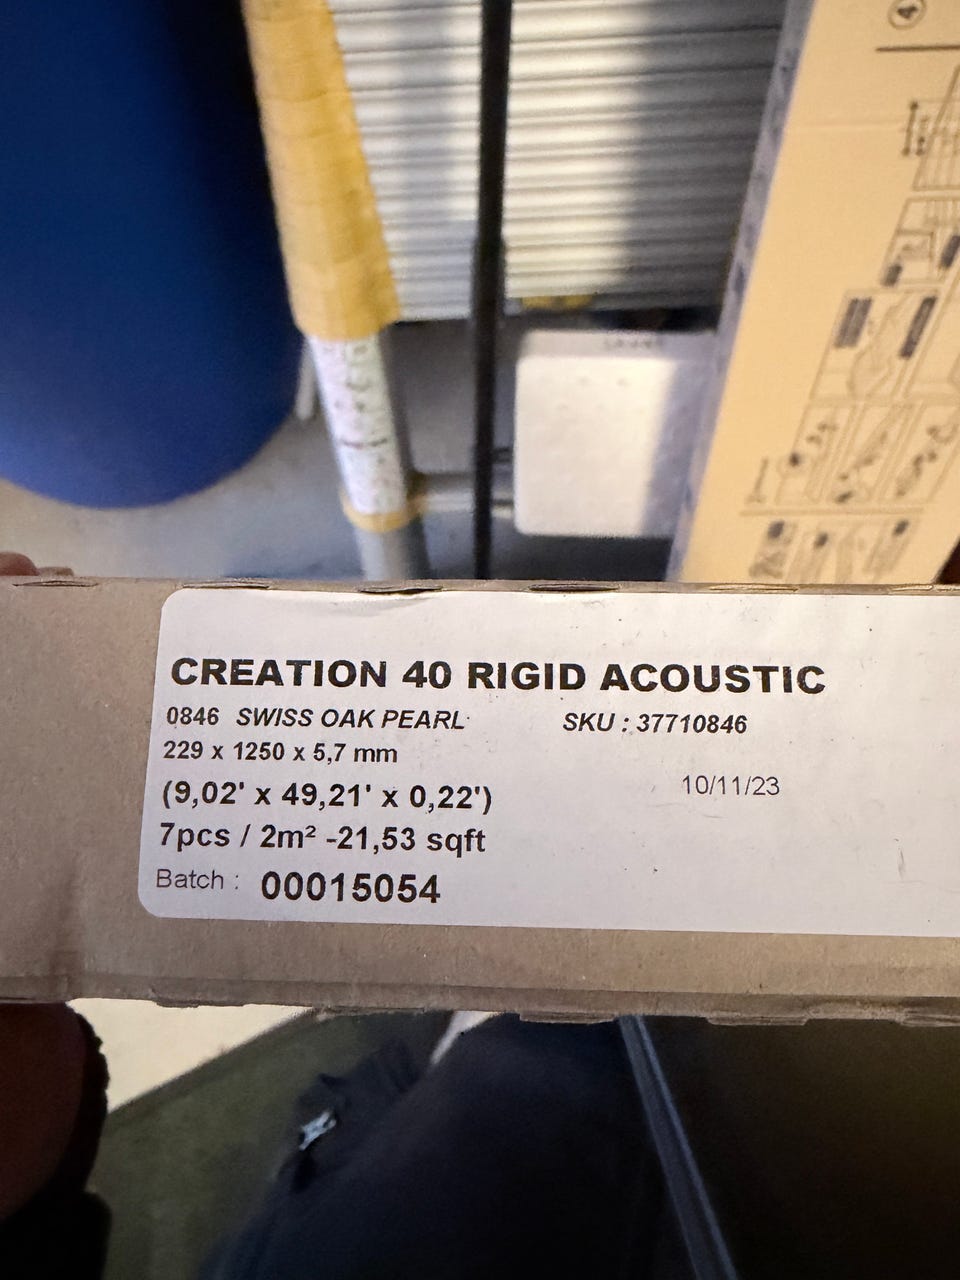 4
CREATION 40 RIGID ACOUSTIC
0846 SWISS OAK PEARL SKU : 37710846
229 x 1250 x 5,7 mm
(9,02' x 49,21' x 0,22')
10/11/23
7pcs / 2m² -21,53 sqft
Batch : 00015054